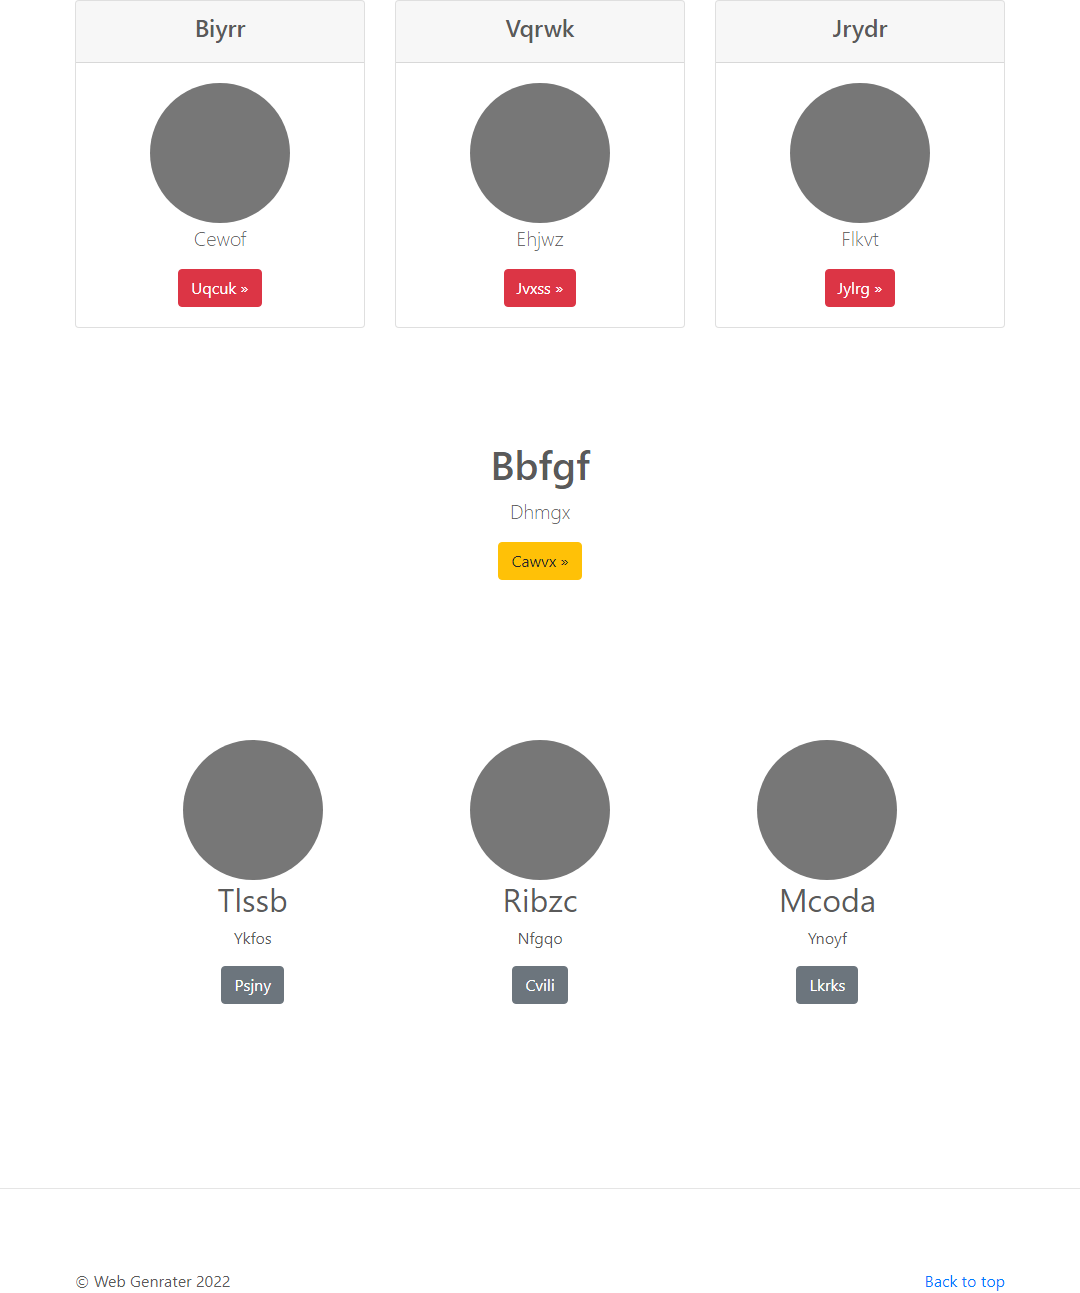 Biyrr
Vqrwk
Jrydr
Cewof
Ehjwz
Flkvt
Uqcuk »
Jvxss »
Jylrg »
Bbfgf
Dhmgx
Cawvx »
Tlssb
Ribzc
Mcoda
Ykfos
Nfgqo
Ynoyf
Psjny
Cvili
Lkrks
© Web Genrater 2022
Back to top